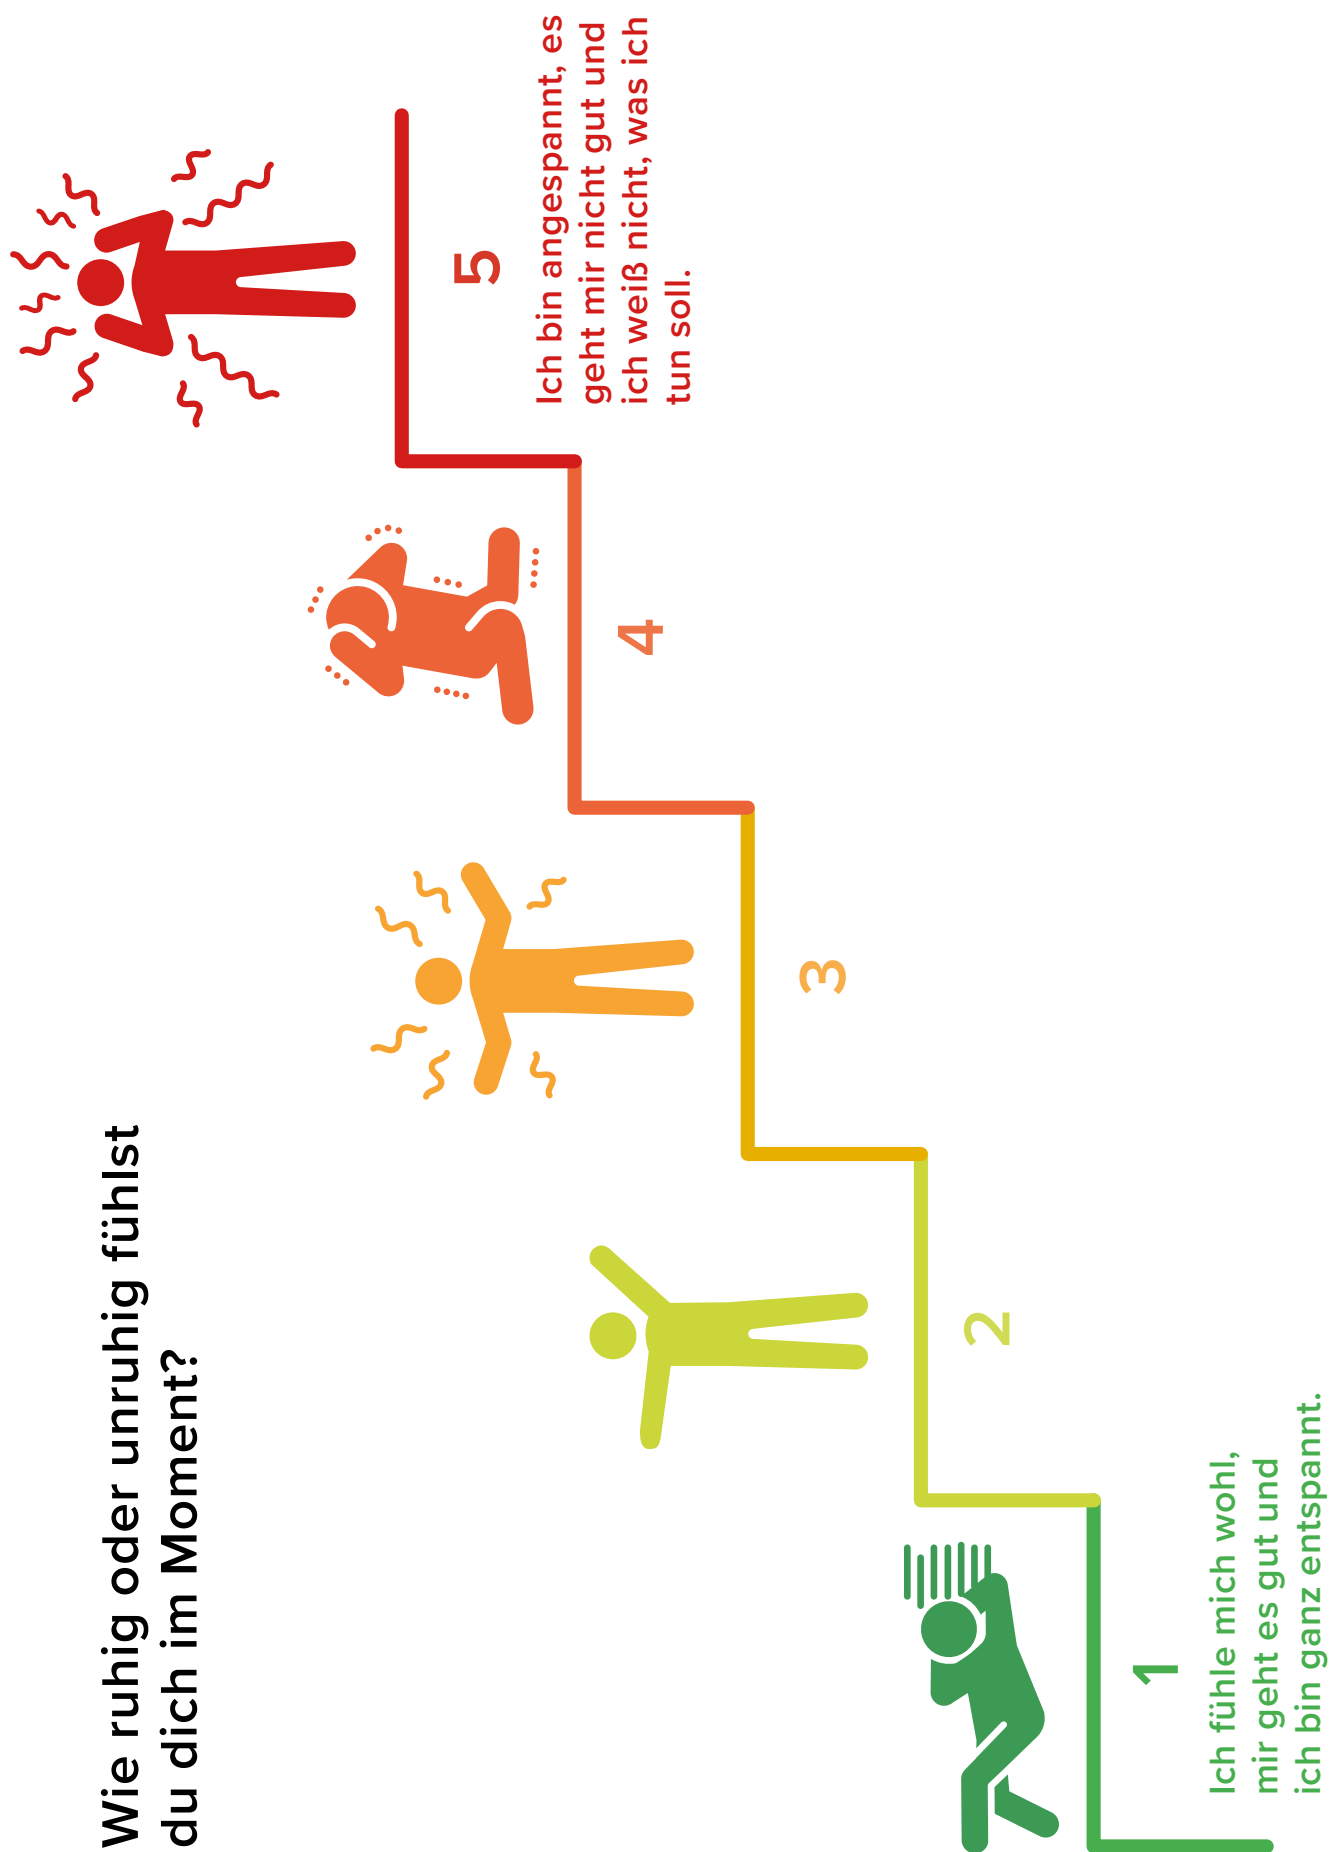 Wie ruhig oder unruhig fühlst
du dich im Moment?
1
Ich fühle mich wohl,
mir geht es gut und
ich bin ganz entspannt.
2
3
4
5
Ich bin angespannt, es
geht mir nicht gut und
ich weiß nicht, was ich
tun soll.